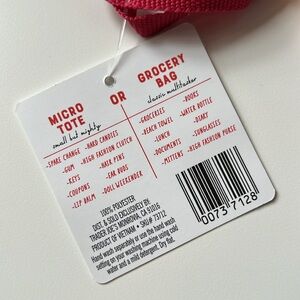 MICRO
TOTE
small but mighty
-SPARE CHANGE
-GUM
-KEYS
-COUPONS
-LIP BALM
-HARD CANDIES
-HIGH FASHION CLUTCH
-HAIR PINS
-EAR BUDS
-DOLL WEEKENDER
OR
GROCERY
BAG
classic multitasker
-GROCERIES
-BEACH TOWEL
-LUNCH
-DOCUMENTS
-MITTENS
-BOOKS
-WATER BOTTLE
-DIARY
-SUNGLASSES
-HIGH FASHION PURSE
100% POLYESTER
DIST. & SOLD EXCLUSIVELY BY:
TRADER JOE'S MONROVIA, CA 91016
PRODUCT OF VIETNAM • SKU# 73712
Hand wash separately or use the hand wash
setting on your washing machine using cold
water and a mild detergent. Dry flat.
0073 7128